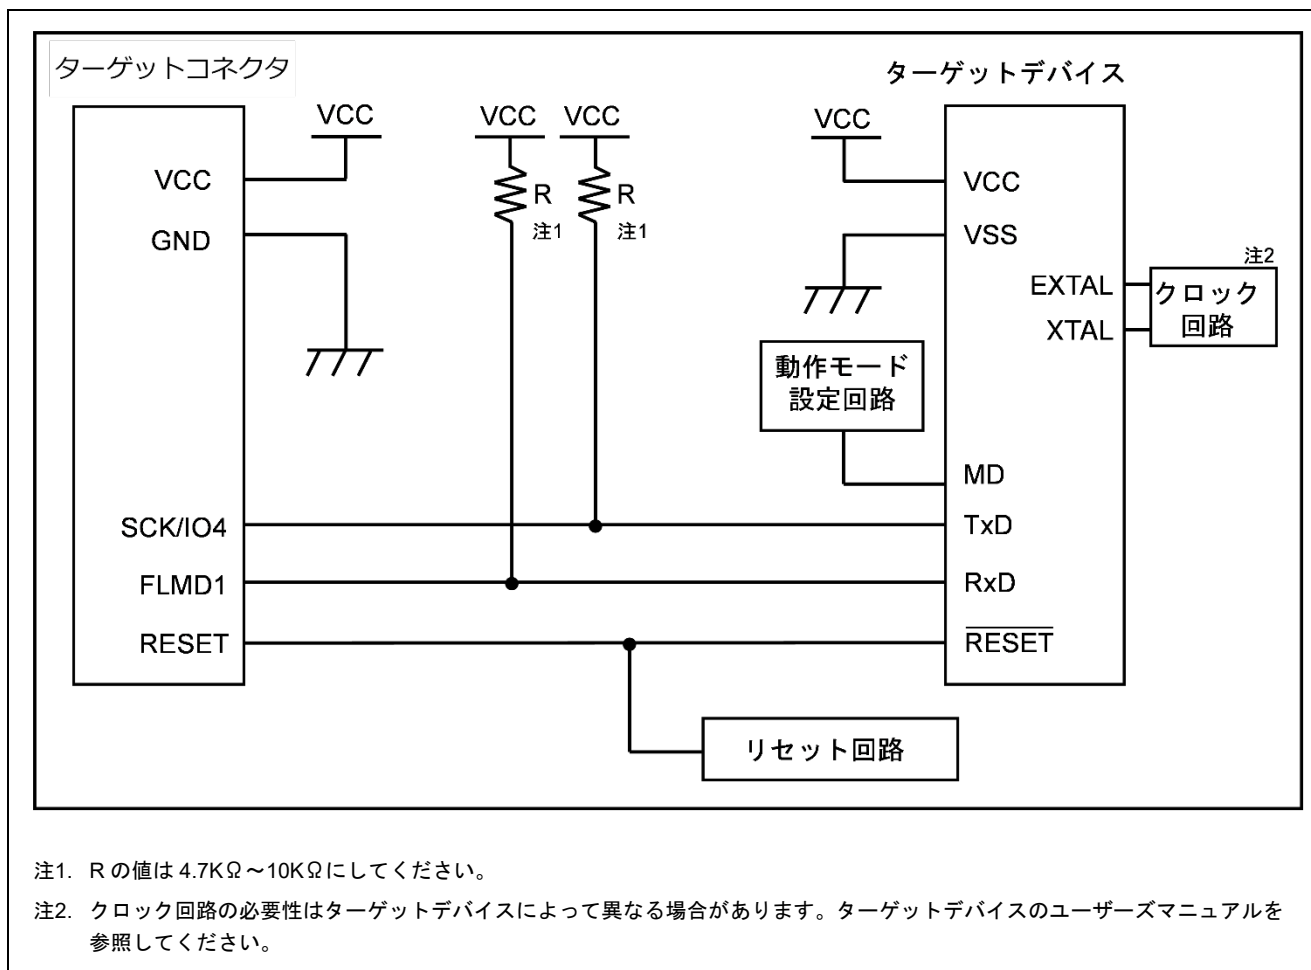 ターゲットコネクタ
ターゲットデバイス
VCC
VCC
VCC
VCC
VCC
GND
R
注1
R
注1
VCC
VSS
注2
EXTAL
XTAL
クロック
回路
動作モード
設定回路
MD
SCK/IO4
TxD
FLMD1
RxD
RESET
RESET
リセット回路
注1. R の値は 4.7KΩ～10KΩにしてください。
注2. クロック回路の必要性はターゲットデバイスによって異なる場合があります。ターゲットデバイスのユーザーズマニュアルを
参照してください。